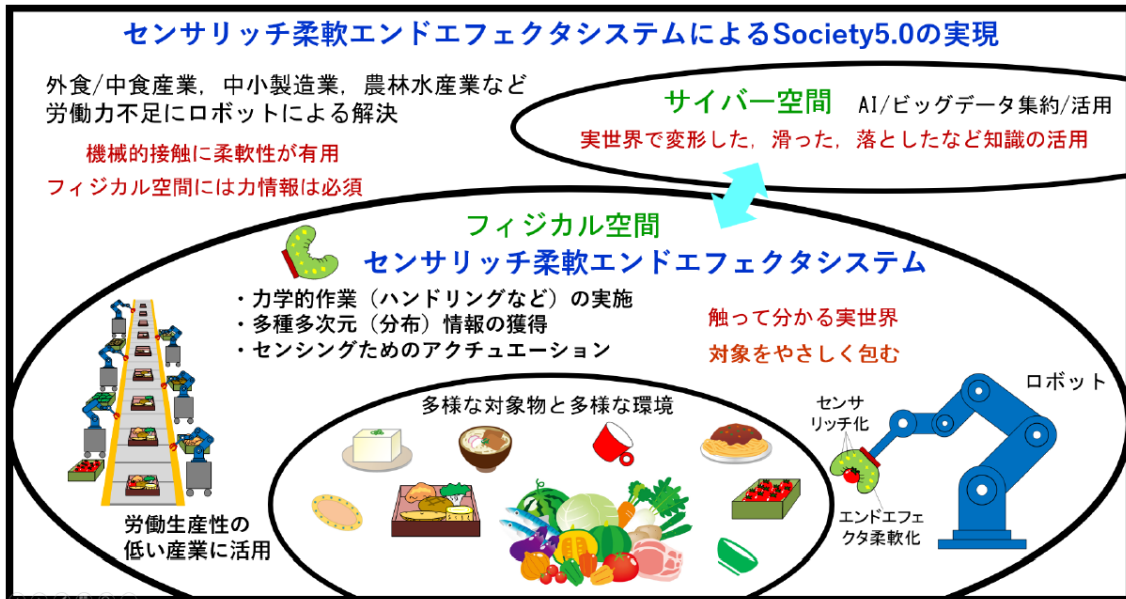 センサリッチ柔軟エンドエフェクタシステムによるSociety5.0の実現
外食/中食産業，中小製造業，農林水産業など
労働力不足にロボットによる解決
機械的接触に柔軟性が有用
フィジカル空間には力情報は必須
サイバー空間 AI/ビッグデータ集約/活用
実世界で変形した，滑った，落としたなど知識の活用
フィジカル空間
センサリッチ柔軟エンドエフェクタシステム
・力学的作業（ハンドリングなど）の実施
・多種多次元（分布）情報の獲得
・センシングためのアクチュエーション
触って分かる実世界
対象をやさしく包む
多様な対象物と多様な環境
ロボット
センサ
リッチ化
エンドエフェ
クタ柔軟化
労働生産性の
低い産業に活用